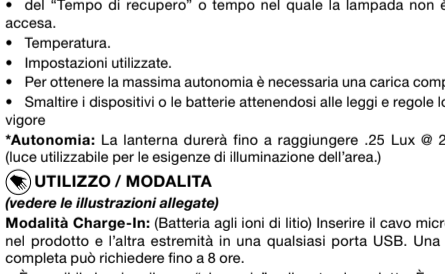 • del “Tempo di recupero” o tempo nel quale la lampada non è
accesa.
• Temperatura.
• Impostazioni utilizzate.
• Per ottenere la massima autonomia è necessaria una carica
• Smaltire i dispositivi o le batterie attenendosi alle leggi e regole
vigore
*Autonomia: La lanterna durerà fino a raggiungere .25 Lux @ 2
(luce utilizzabile per le esigenze di illuminazione dell’area.)
UTILIZZO / MODALITA
(vedere le illustrazioni allegate)
Modalità Charge-In: (Batteria agli ioni di litio) Inserire il cavo
nel prodotto e l’altra estremità in una qualsiasi porta USB. Una
completa può richiedere fino a 8 ore.